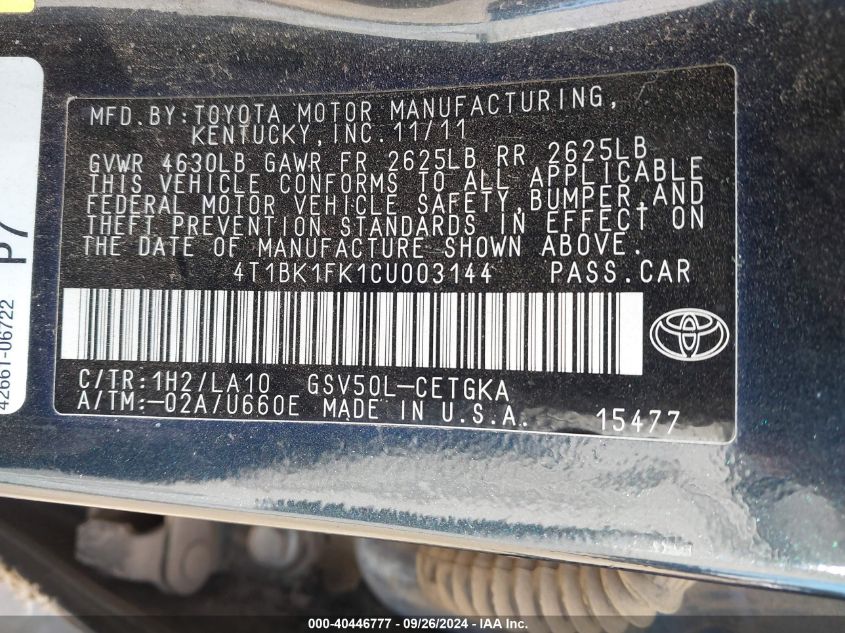 MFD.BY:TOYOTA MOTOR MANUFACTURING,
KENTUCKY,INC.11/11
GVWR 4630LB GAWR FR 2625LB RR 2625LB
THIS VEHICLE CONFORMS TO ALL APPLICABLE
FEDERAL MOTOR VEHICLE SAFETY,BUMPER,AND
THEFT PREVENTION STANDARDS IN EFFECT ON
THE DATE OF MANUFACTURE SHOWN ABOVE.
4T1BK1FK1CU003144 PASS.CAR
C/TR:1H2/LA10 GSV50L-CETGKA
A/TM:-02A/U660E MADE IN U.S.A. 15477
P7
42661-06722
000-40446777 - 09/26/2024 - IAAI.COM